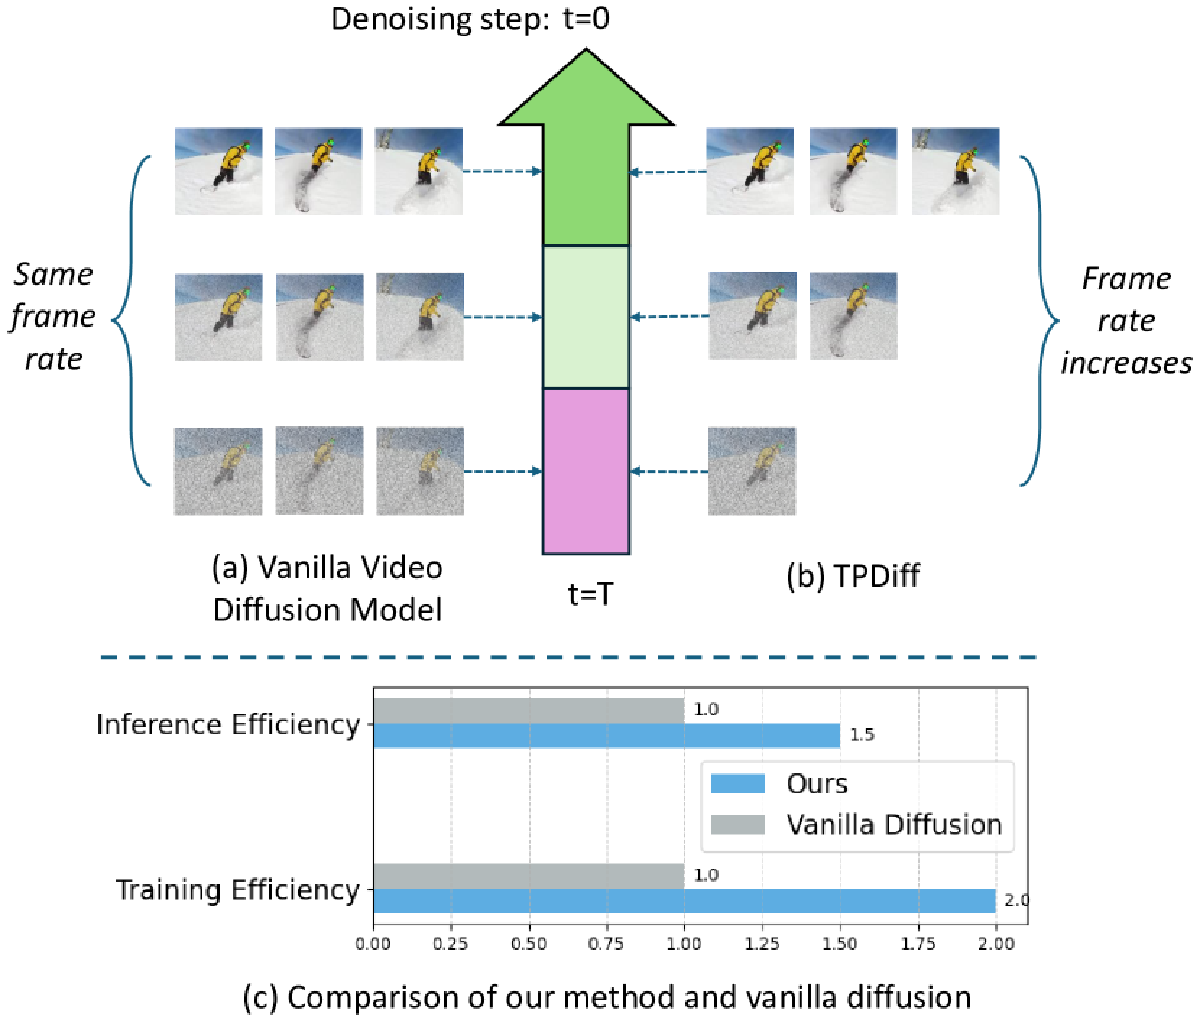 Denoising step: t=0
Same
frame
rate
Frame
rate
increases
(a) Vanilla Video
Diffusion Model
t=T
(b) TPDiff
Inference Efficiency
1.0
1.5
Ours
Vanilla Diffusion
Training Efficiency
1.0
2.0
0.00 0.25 0.50 0.75 1.00 1.25 1.50 1.75 2.00
(c) Comparison of our method and vanilla diffusion